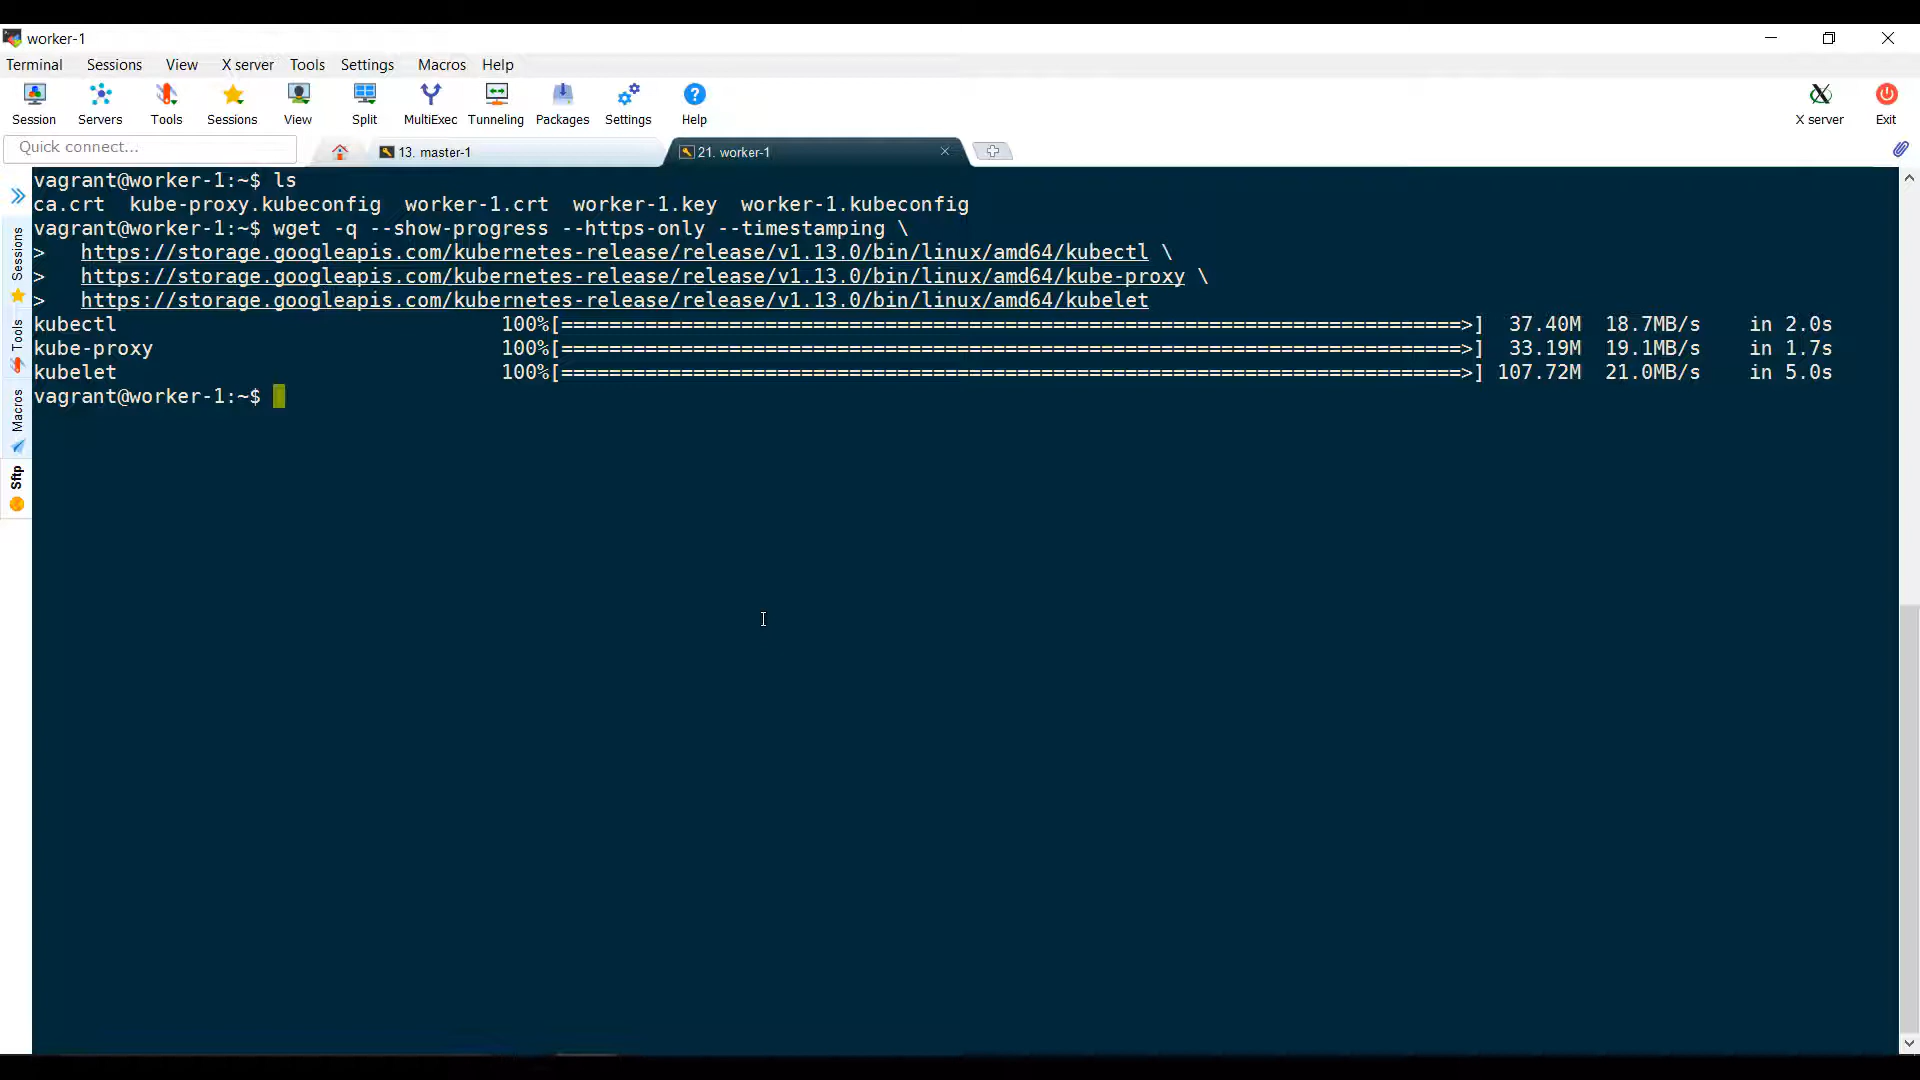 worker-1
Terminal Sessions View X server Tools Settings Macros Help
Session Servers Tools Sessions View Split MultiExec Tunneling Packages Settings Help X server Exit
Quick connect... 13. master-1 21. worker-1
vagrant@worker-1:~$ ls
ca.crt  kube-proxy.kubeconfig  worker-1.crt  worker-1.key  worker-1.kubeconfig
vagrant@worker-1:~$ wget -q --show-progress --https-only --timestamping \
>   https://storage.googleapis.com/kubernetes-release/release/v1.13.0/bin/linux/amd64/kubectl \
>   https://storage.googleapis.com/kubernetes-release/release/v1.13.0/bin/linux/amd64/kube-proxy \
>   https://storage.googleapis.com/kubernetes-release/release/v1.13.0/bin/linux/amd64/kubelet
kubectl 100%[===========================================================================>] 37.40M 18.7MB/s in 2.0s
kube-proxy 100%[===========================================================================>] 33.19M 19.1MB/s in 1.7s
kubelet 100%[===========================================================================>] 107.72M 21.0MB/s in 5.0s
vagrant@worker-1:~$
Sessions
Tools
Macros
Sftp